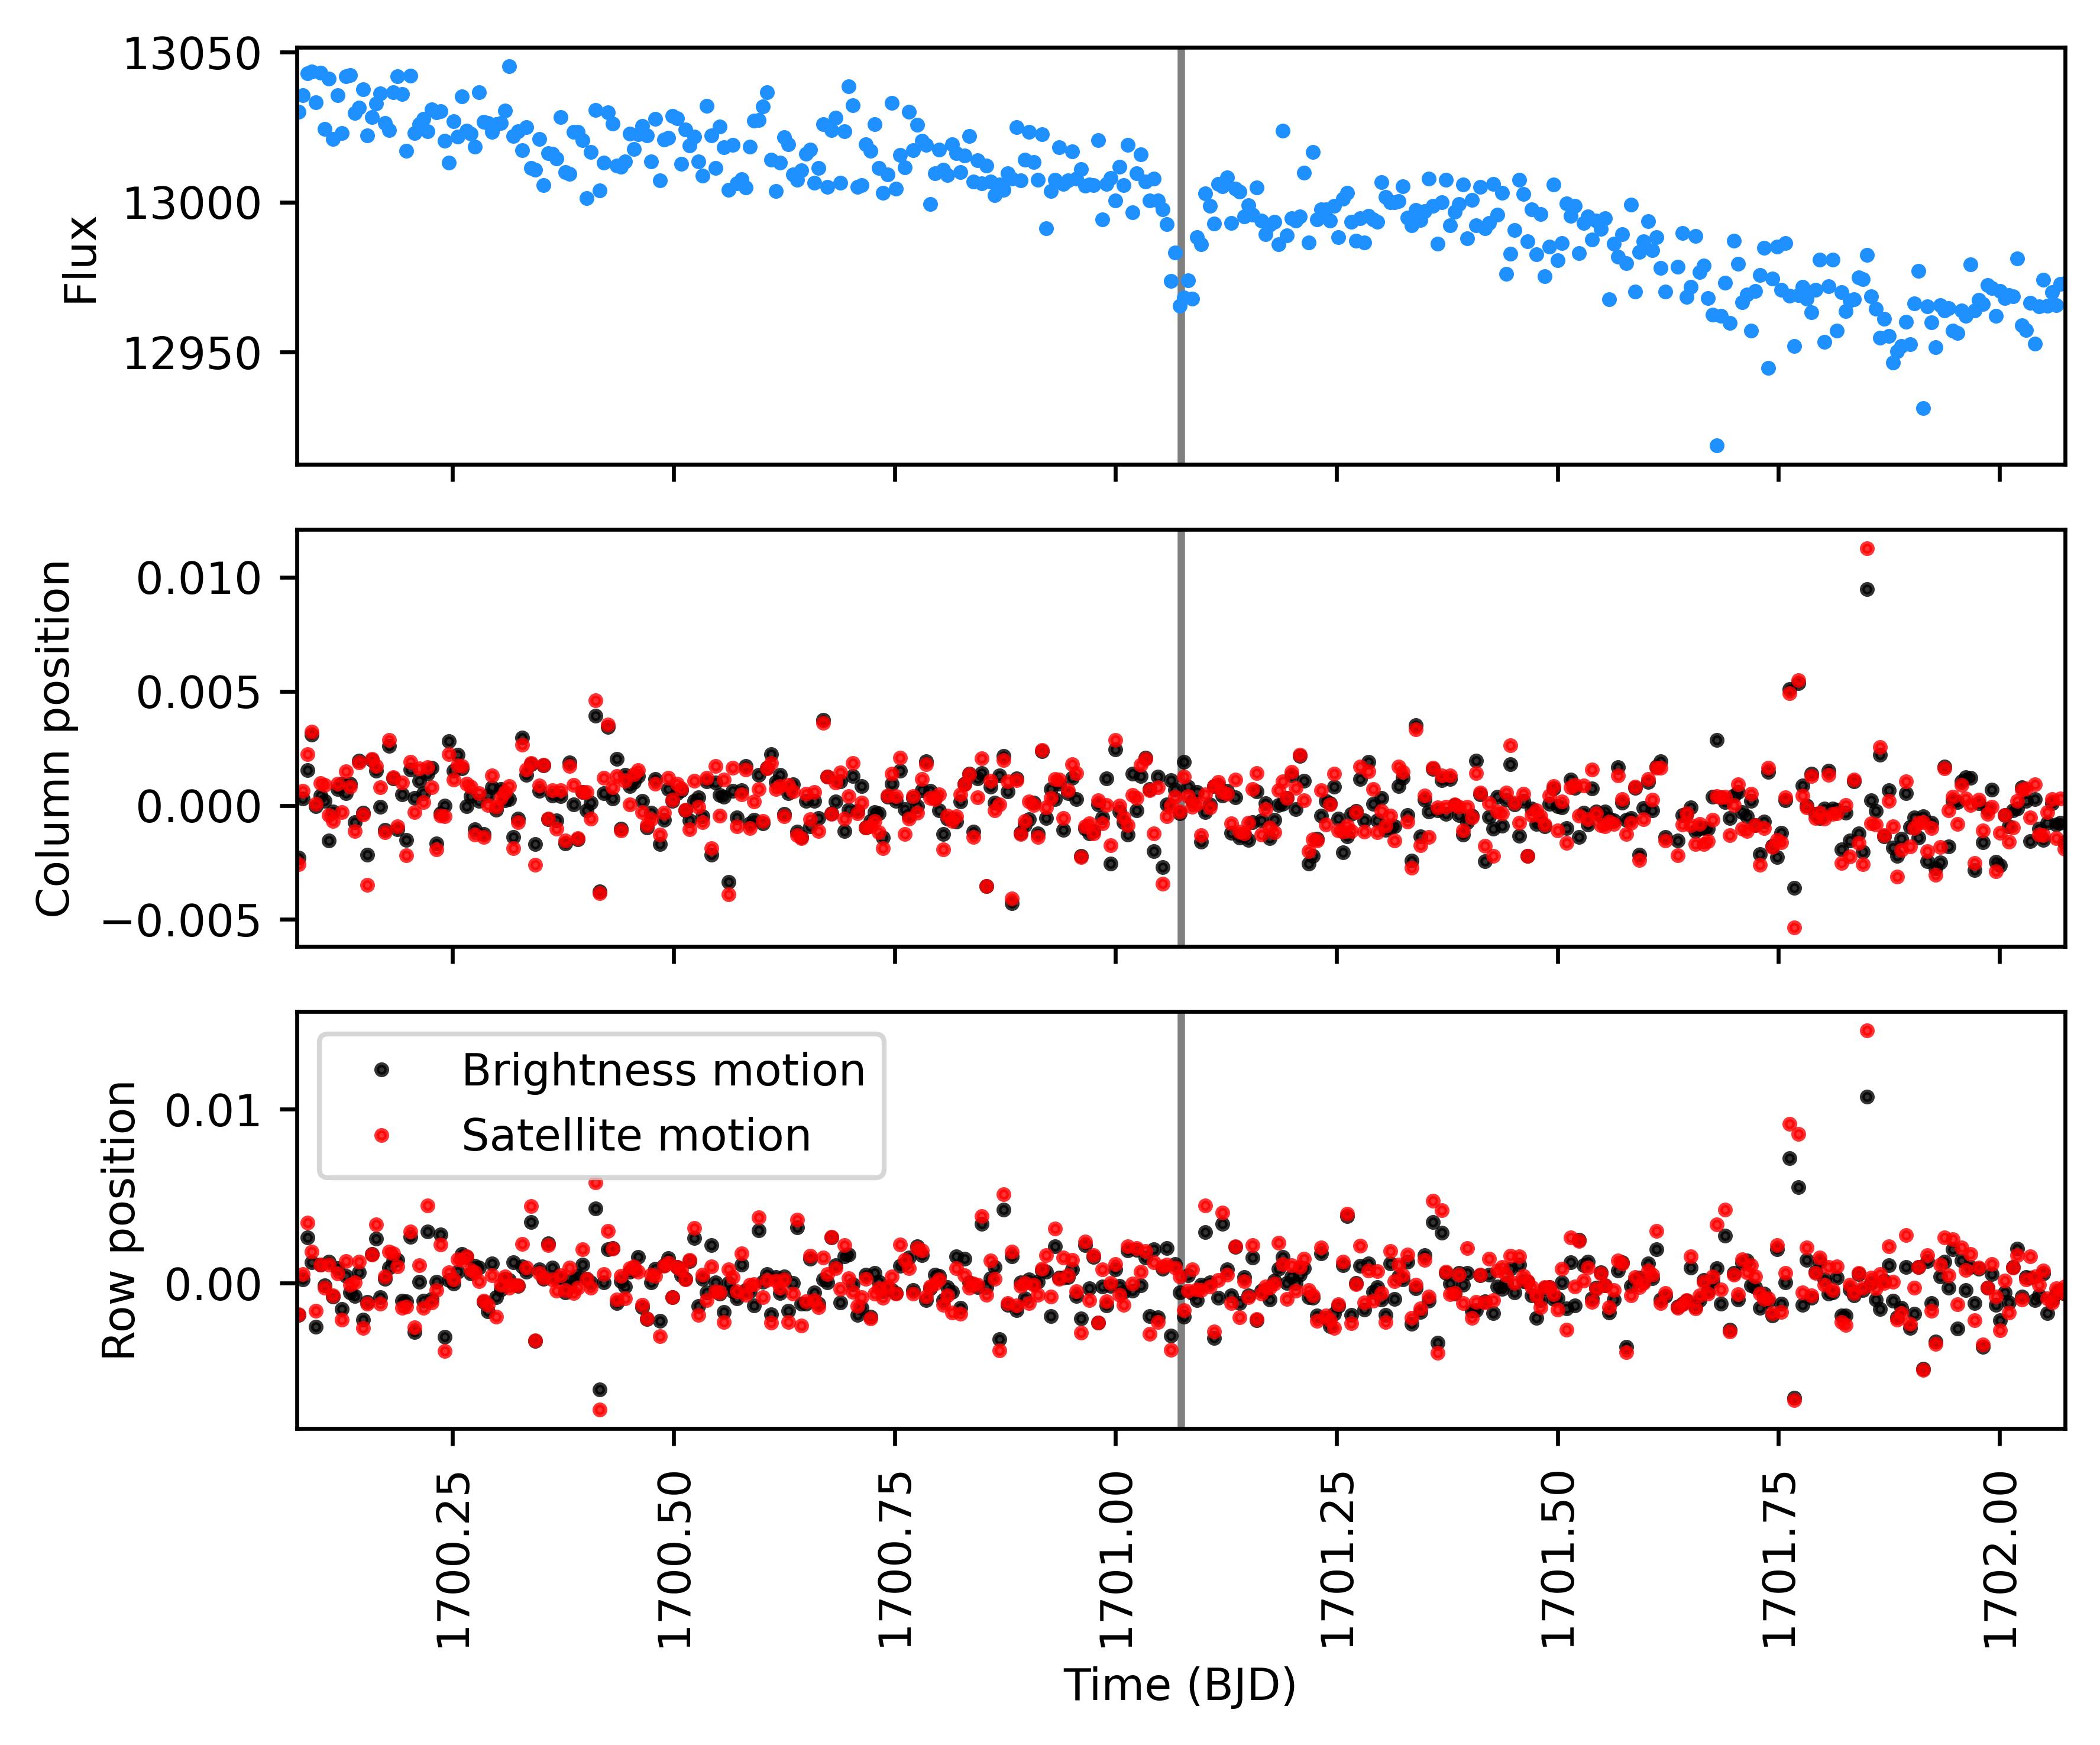 13050
13000
12950
Flux
0.010
0.005
0.000
−0.005
Column position
Brightness motion
Satellite motion
0.01
0.00
Row position
1700.25
1700.50
1700.75
1701.00
1701.25
1701.50
1701.75
1702.00
Time (BJD)